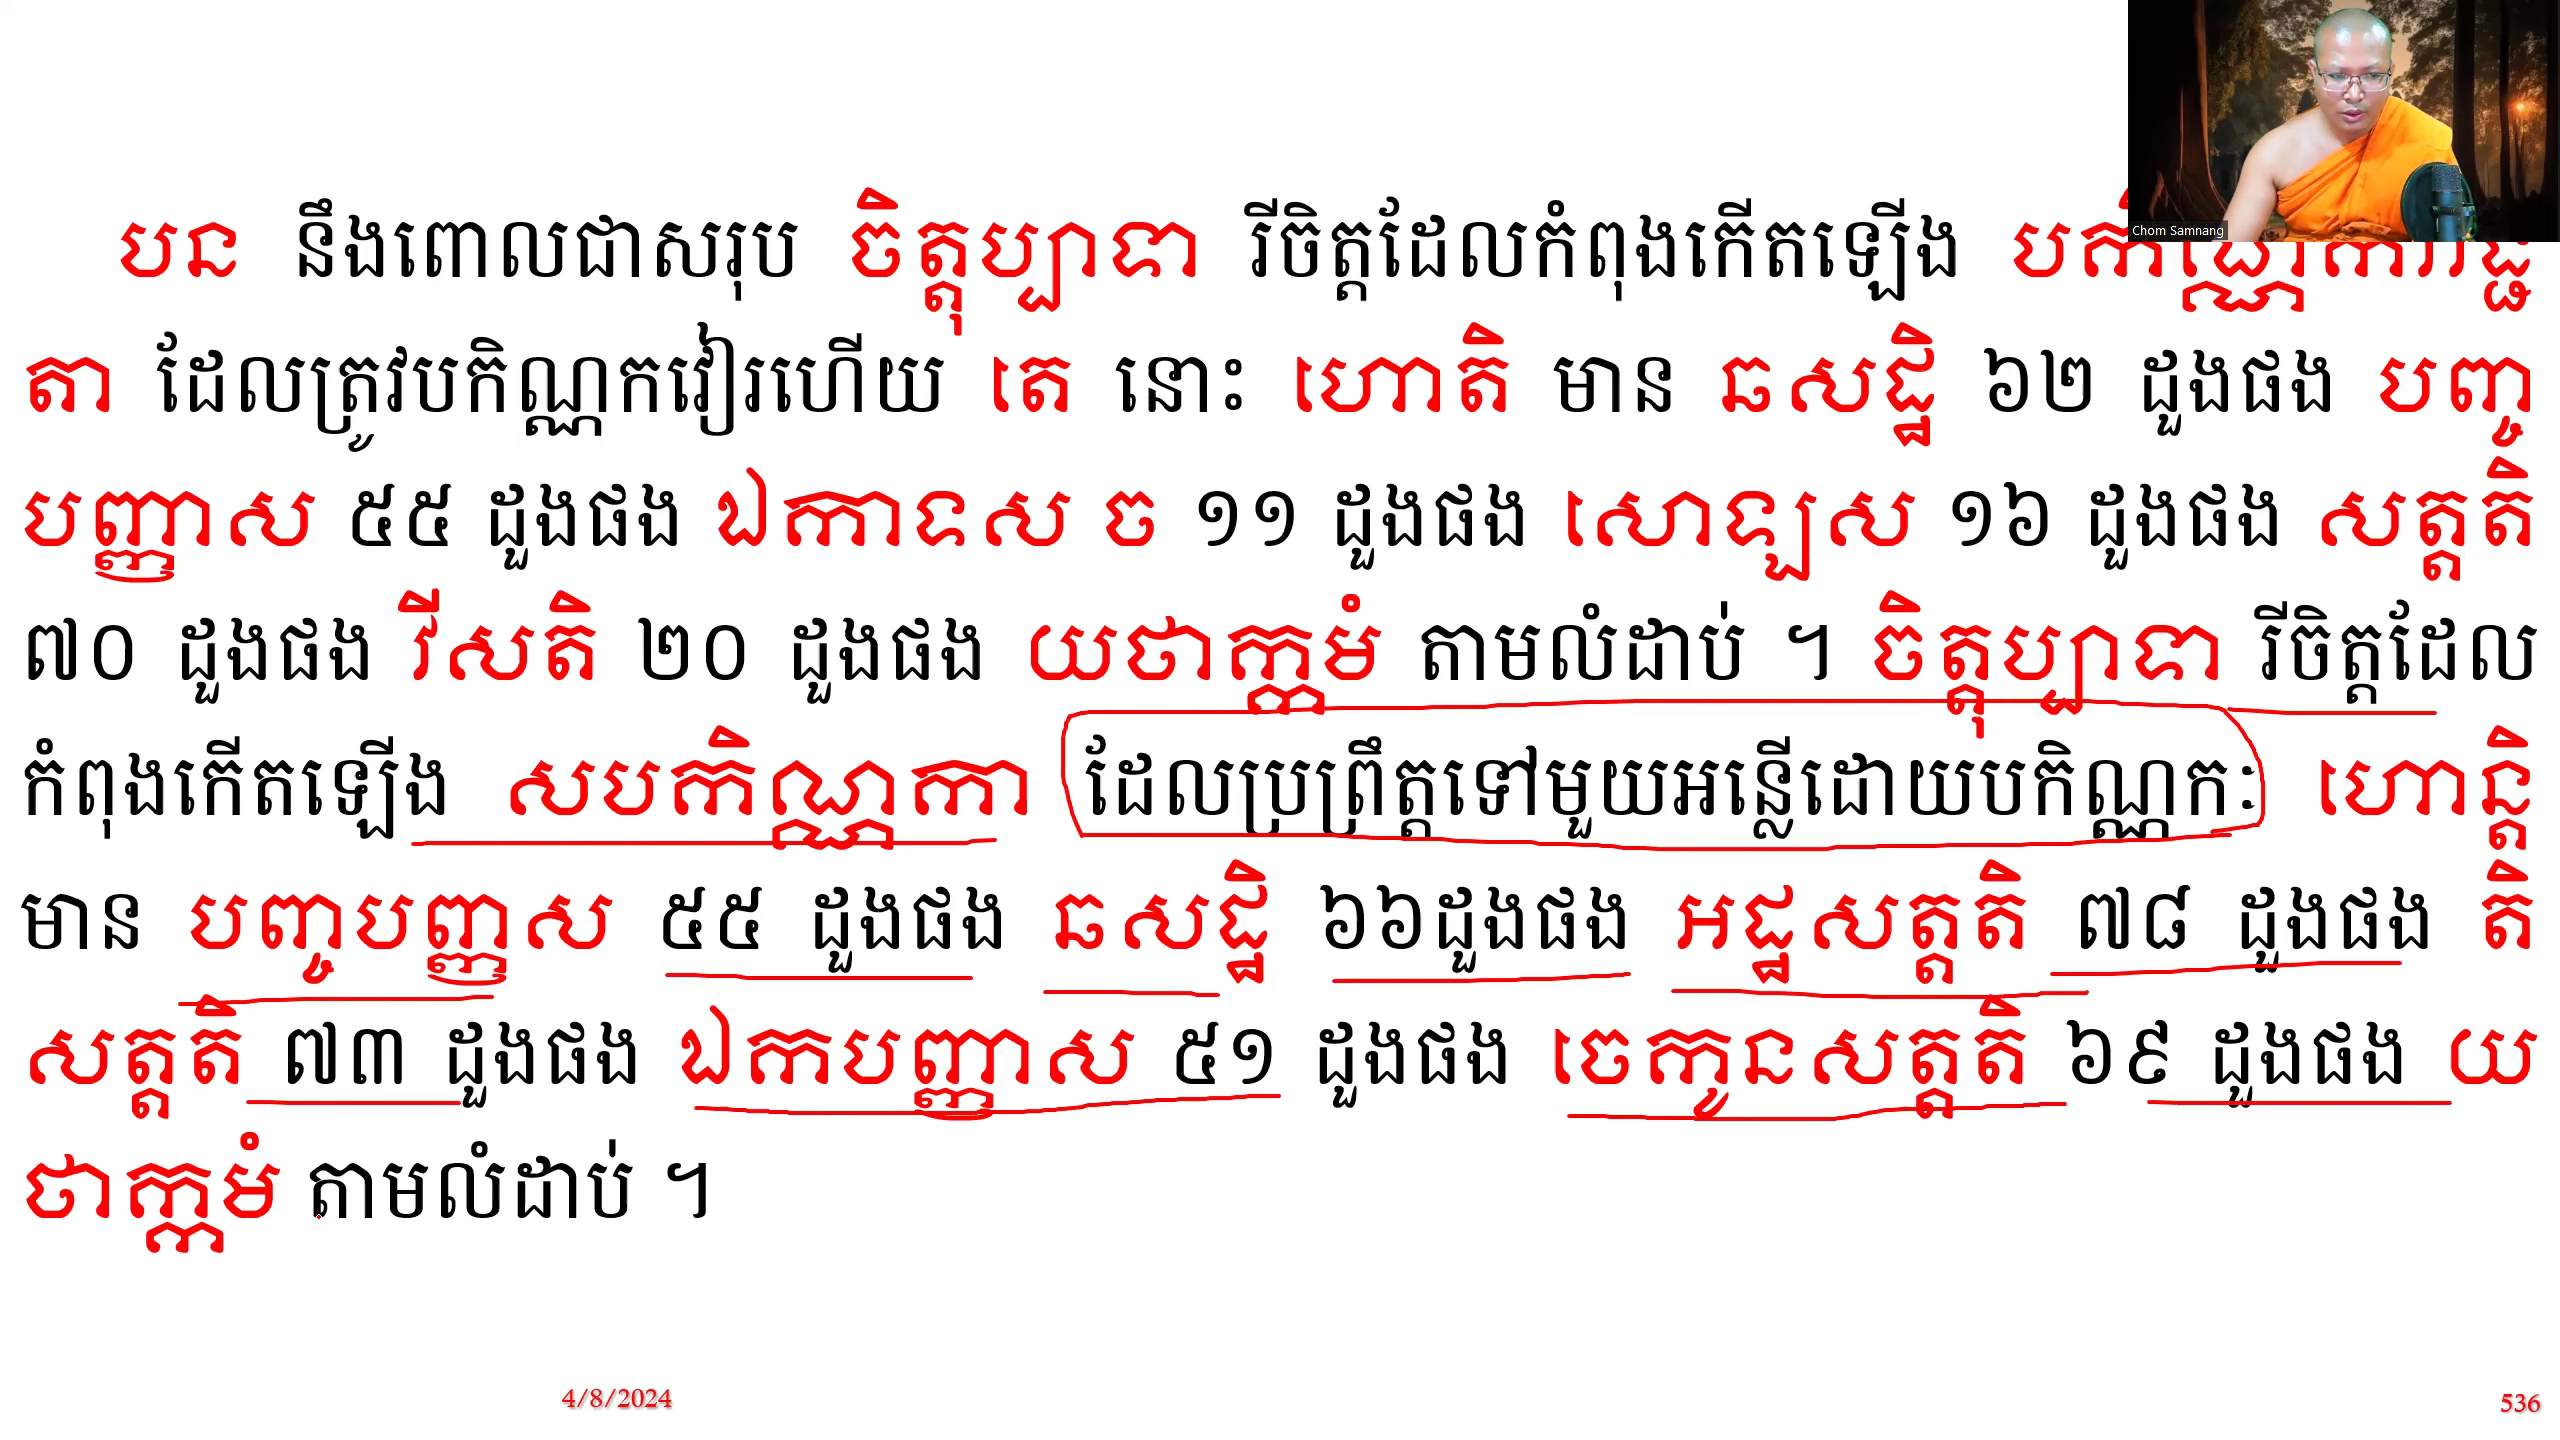 Chom Samnang
បន នឹងពោលជាសរុប ចិត្តុប្បាទា រីចិត្តដែលកំពុងកើតឡើង
តា ដែលត្រូវបកិណ្ណកវៀរហើយ តេ នោះ ហោតិ មាន ឆសដ្ឋិ ៦២ ដួងផង បញ្ច
បញ្ញាស ៥៥ ដួងផង ឯកាទស ច ១១ ដួងផង សោឡស ១៦ ដួងផង សត្តតិ
៧០ ដួងផង វីសតិ ២០ ដួងផង យថាក្កមំ តាមលំដាប់ ។ ចិត្តុប្បាទា រីចិត្តដែល
កំពុងកើតឡើង សបកិណ្ណកា ដែលប្រព្រឹត្តទៅមួយអន្លើដោយបកិណ្ណកៈ ហោន្តិ
មាន បញ្ចបញ្ញស ៥៥ ដួងផង ឆសដ្ឋិ ៦៦ដួងផង អដ្ឋសត្តតិ ៧៨ ដួងផង តិ
សត្តតិ ៧៣ ដួងផង ឯកបញ្ញាស ៥១ ដួងផង ចេកូនសត្តតិ ៦៩ ដួងផង យ
ថាក្កមំ តាមលំដាប់ ។
4/8/2024
536